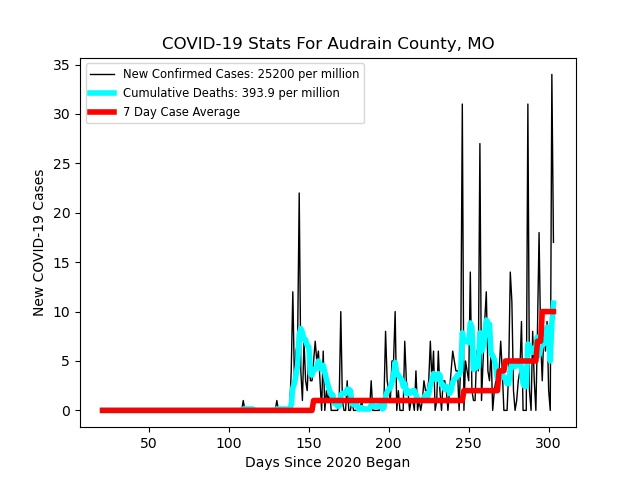 COVID-19 Stats For Audrain County, MO
New Confirmed Cases: 25200 per million
Cumulative Deaths: 393.9 per million
7 Day Case Average
New COVID-19 Cases
35
30
25
20
15
10
5
0
50 100 150 200 250 300
Days Since 2020 Began